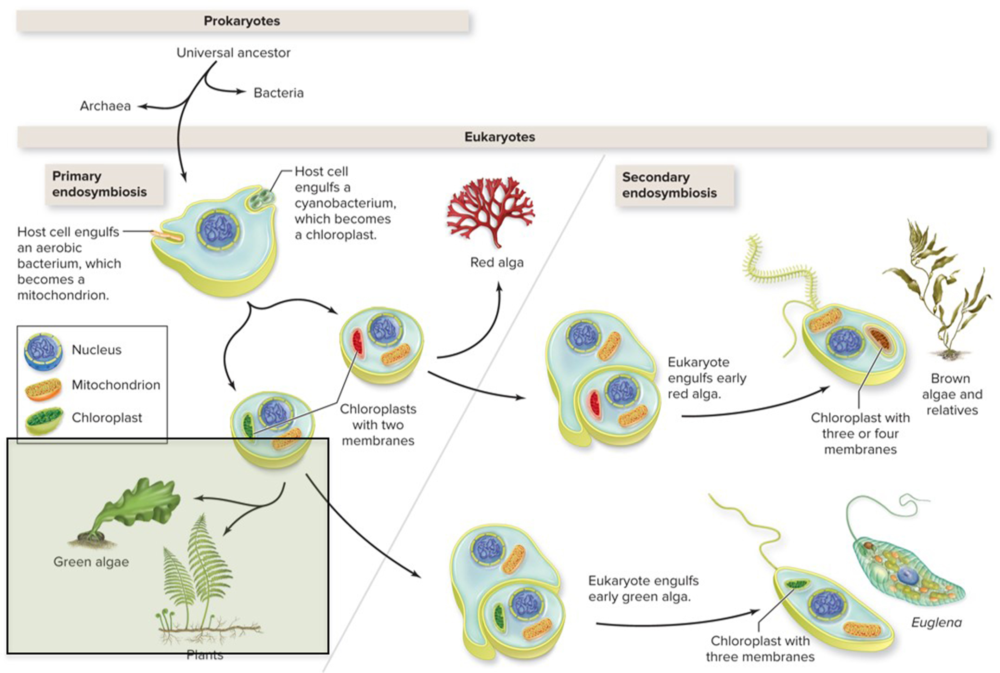 Prokaryotes
Universal ancestor
Bacteria
Archaea
Eukaryotes
Primary
endosymbiosis
Host cell
engulfs a
cyanobacterium,
which becomes
a chloroplast.
Host cell engulfs
an aerobic
bacterium, which
becomes a
mitochondrion.
Red alga
Secondary
endosymbiosis
Nucleus
Mitochondrion
Chloroplast
Chloroplasts
with two
membranes
Eukaryote
engulfs early
red alga.
Chloroplast with
three or four
membranes
Brown
algae and
relatives
Green algae
Plants
Eukaryote engulfs
early green alga.
Chloroplast with
three membranes
Euglena